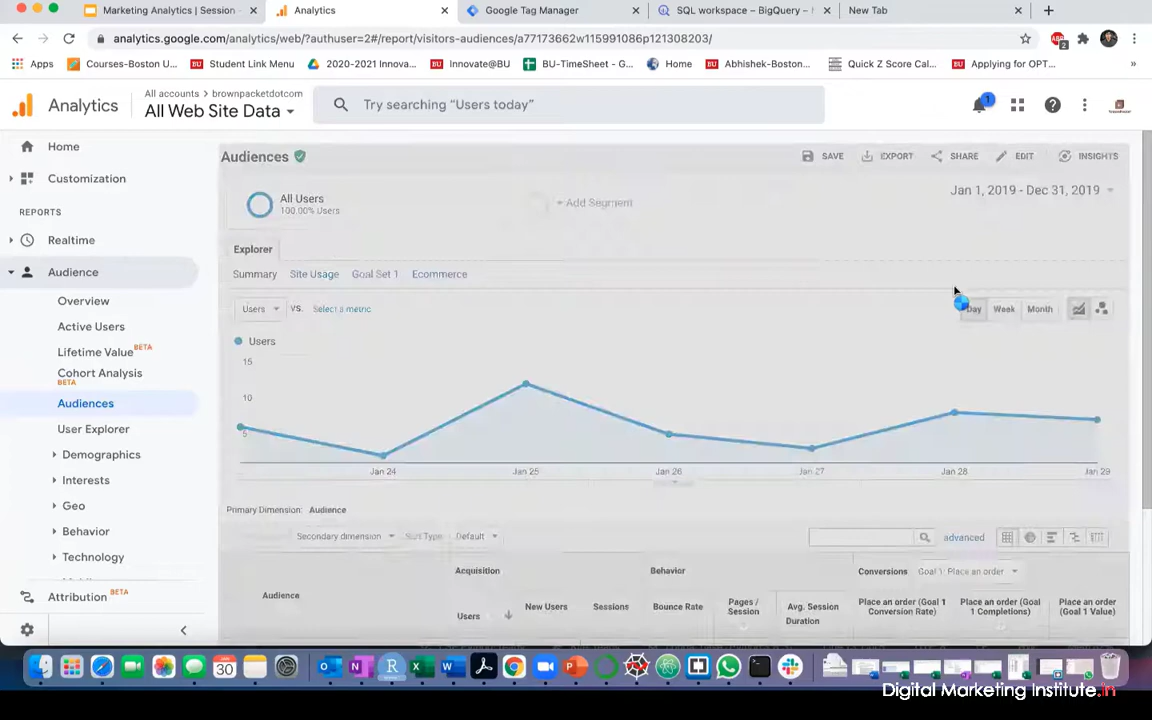 Marketing Analytics | Session -
Analytics
Google Tag Manager
SQL workspace – BigQuery –
New Tab
analytics.google.com/analytics/web/?authuser=2#/report/visitors-audiences/a77173662w115991086p121308203/
Apps
Courses-Boston U...
Student Link Menu
2020-2021 Innova...
Innovate@BU
BU-TimeSheet - G...
Home
Abhishek-Boston...
Quick Z Score Cal...
Applying for OPT...
Analytics
All accounts > brownpacketdotcom
All Web Site Data
Try searching “Users today”
1
Home
Customization
REPORTS
Realtime
Audience
Overview
Active Users
Lifetime Value BETA
Cohort Analysis
BETA
Audiences
User Explorer
Demographics
Interests
Geo
Behavior
Technology
Attribution BETA
Audiences
SAVE
EXPORT
SHARE
EDIT
INSIGHTS
All Users
100.00% Users
+ Add Segment
Jan 1, 2019 - Dec 31, 2019
Explorer
Summary
Site Usage
Goal Set 1
Ecommerce
Users
VS.
Select a metric
Day
Week
Month
Users
15
10
5
Jan 24
Jan 25
Jan 26
Jan 27
Jan 28
Jan 29
Primary Dimension: Audience
Secondary dimension
Sort Type
Default
advanced
Audience
Acquisition
Behavior
Conversions
Goal 1: Place an order
Users
New Users
Sessions
Bounce Rate
Pages /
Session
Avg. Session
Duration
Place an order (Goal 1
Conversion Rate)
Place an order (Goal
1 Completions)
Place an order
(Goal 1 Value)
30
Digital Marketing Institute.in